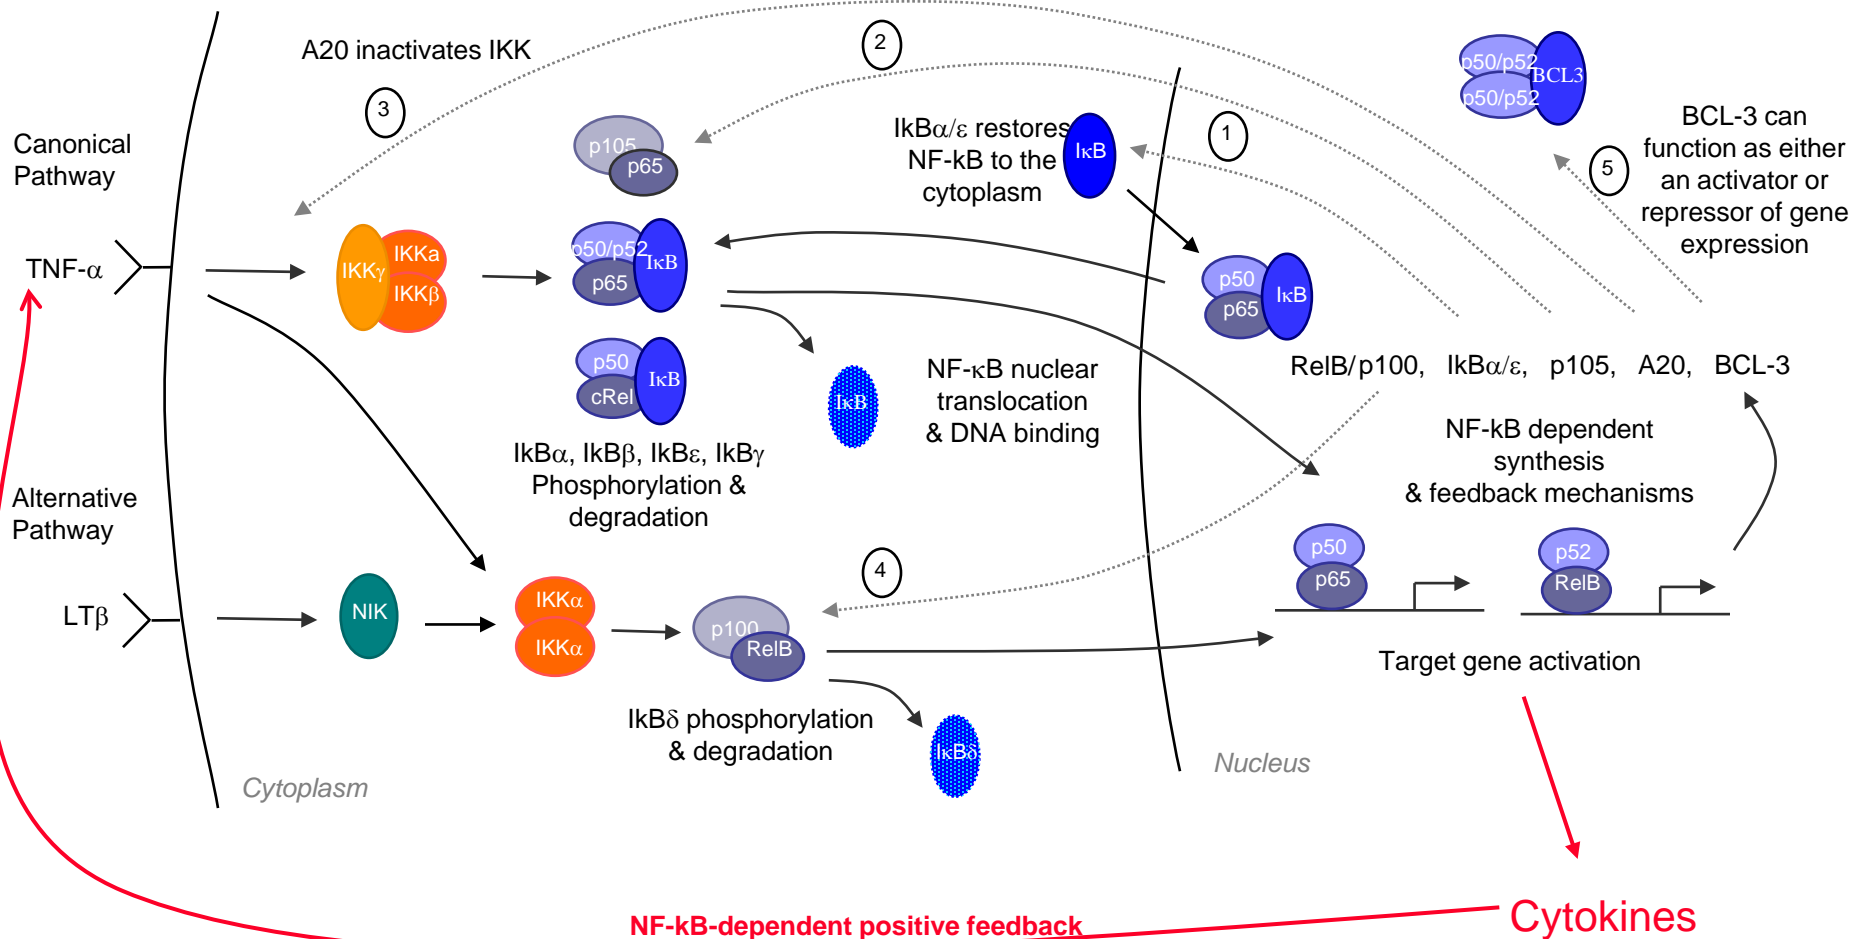 A20 inactivates IKK
2
3
1
5
4
Canonical
Pathway
TNF-α
Alternative
Pathway
LTβ
p105
p65
IkBα/ε restores
NF-kB to the
cytoplasm
IκB
p50/p52
p50/p52
BCL3
BCL-3 can
function as either
an activator or
repressor of gene
expression
IKKγ
IKKa
IKKβ
p50/p52
p65
IκB
p50
cRel
IκB
IκB
p50
p65
IκB
IkBα, IkBβ, IkBε, IkBγ
Phosphorylation &
degradation
NF-κB nuclear
translocation
& DNA binding
RelB/p100, IkBα/ε, p105, A20, BCL-3
NF-kB dependent
synthesis
& feedback mechanisms
p50
p65
p52
RelB
Target gene activation
NIK
IKKα
IKKα
p100
RelB
IkBδ phosphorylation
& degradation
IκBδ
Cytoplasm
Nucleus
NF-kB-dependent positive feedback
Cytokines